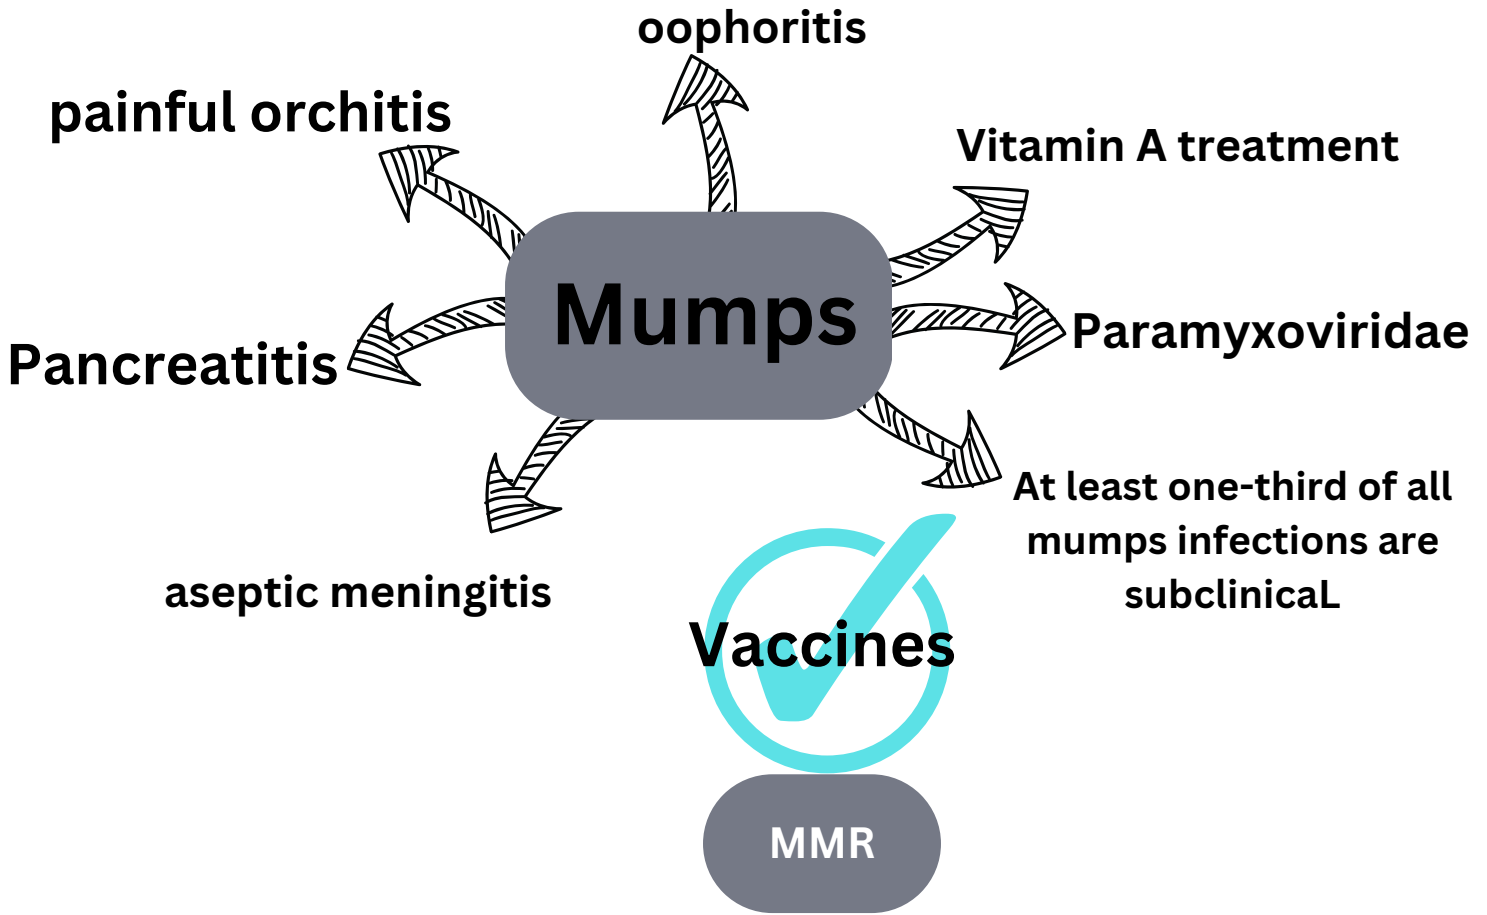 oophoritis
painful orchitis
Vitamin A treatment
Mumps
Paramyxoviridae
Pancreatitis
At least one-third of all
mumps infections are
subclinicaL
aseptic meningitis
Vaccines
MMR